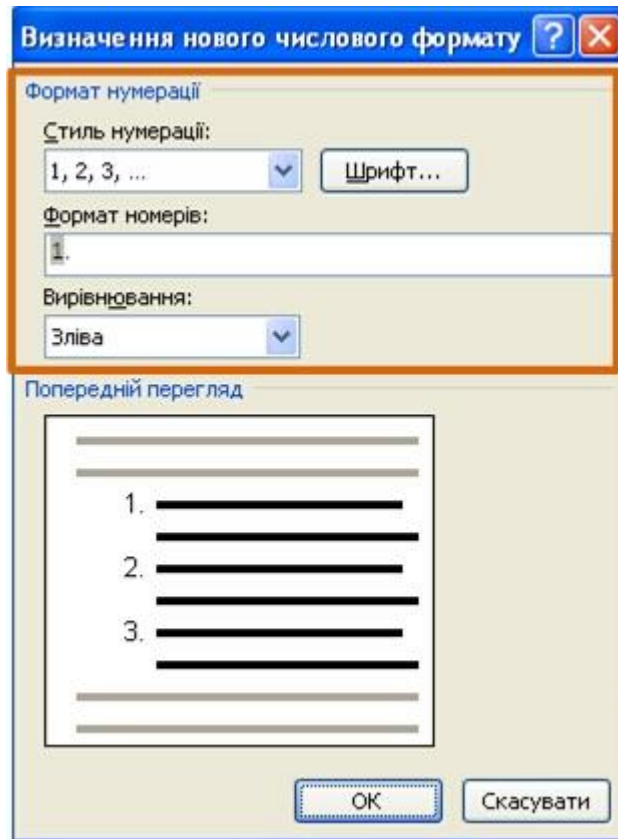 Визначення нового числового формату
Формат нумерації
Стиль нумерації:
1, 2, 3, ...
Шрифт...
Формат номерів:
1.
Вирівнювання:
Зліва
Попередній перегляд
1.
2.
3.
ОК
Скасувати